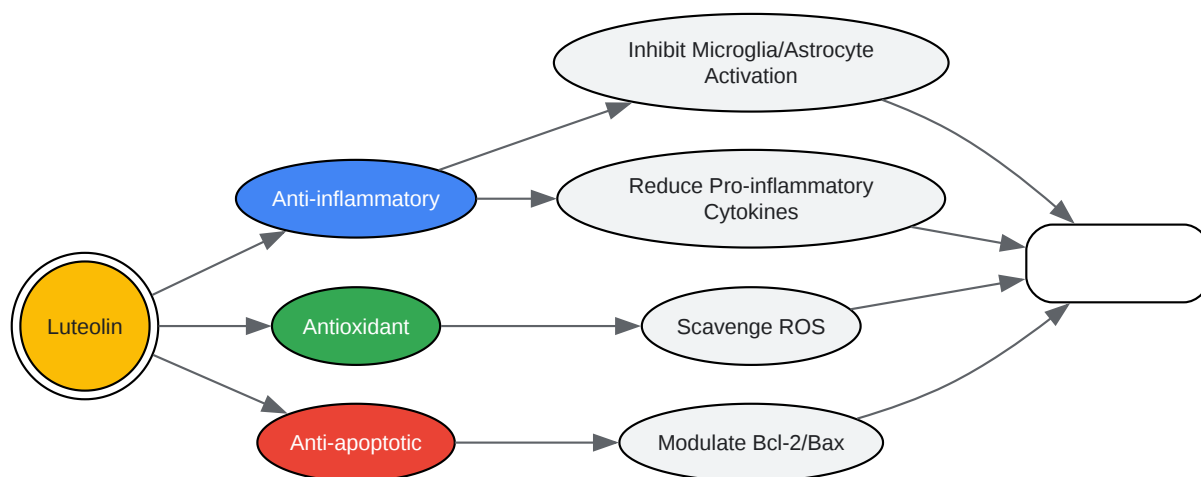 Inhibit Microglia/Astrocyte
Activation
Anti-inflammatory
Reduce Pro-inflammatory
Cytokines
Luteolin
Antioxidant
Scavenge ROS
Anti-apoptotic
Modulate Bcl-2/Bax